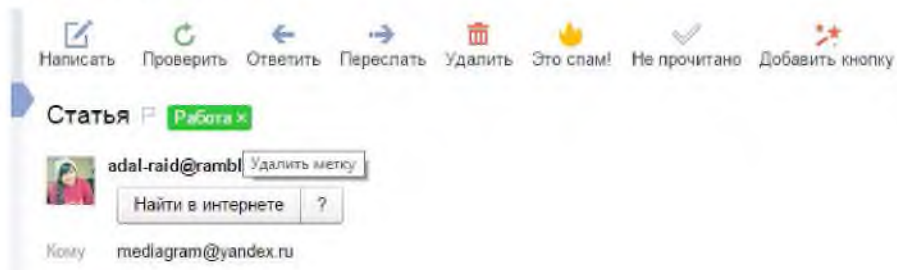 Написать Проверить Ответить Переслать Удалить Это спам! Не прочитано Добавить кнопку
Статья Работа ×
adal-raid@rambl Удалить метку
Найти в интернете ?
Кому mediagram@yandex.ru